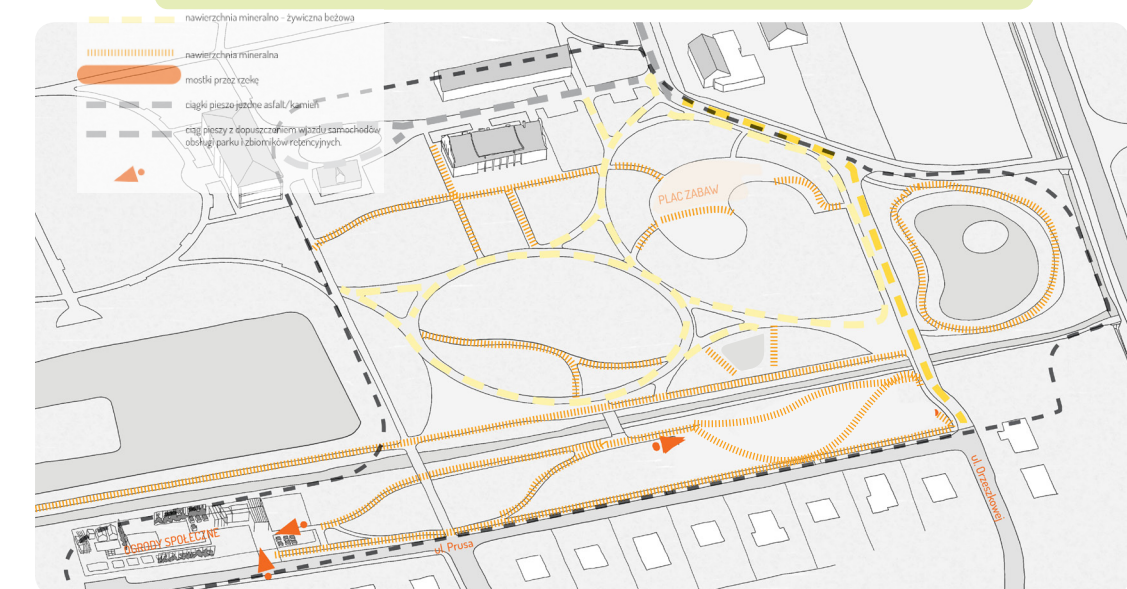 nawierzchnia mineralno - żywiczna beżowa
nawierzchnia mineralna
mostki przez rzekę
ciągki pieszo jezdne asfalt/kamień
ciąg pieszy z dopuszczeniem wjazdu samochodów
obsługi parku i zbiorników retencyjnych.
PLAC ZABAW
ul. Orzeszkowej
OGRODY SPOŁECZNE
ul. Prusa